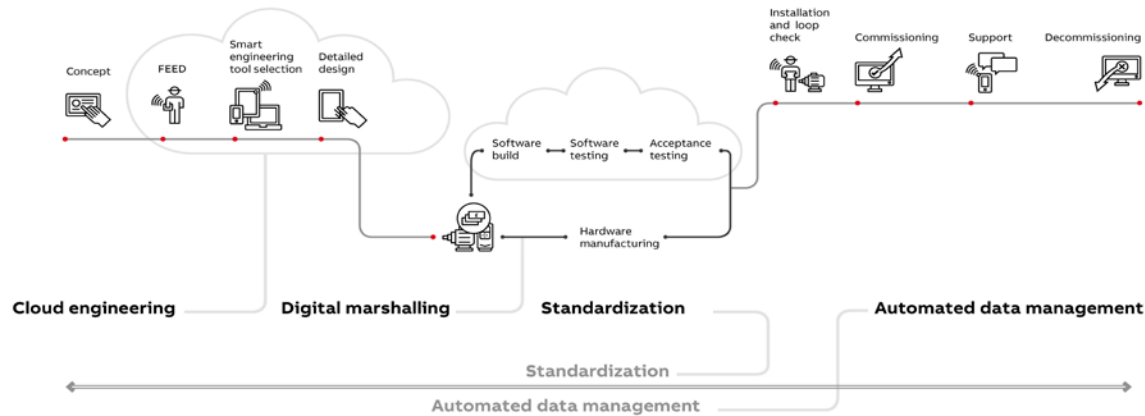 Concept
FEED
Smart
engineering
tool selection
Detailed
design
Software
build
Software
testing
Acceptance
testing
Hardware
manufacturing
Installation
and loop
check
Commissioning
Support
Decommissioning
Cloud engineering
Digital marshalling
Standardization
Automated data management
Standardization
Automated data management